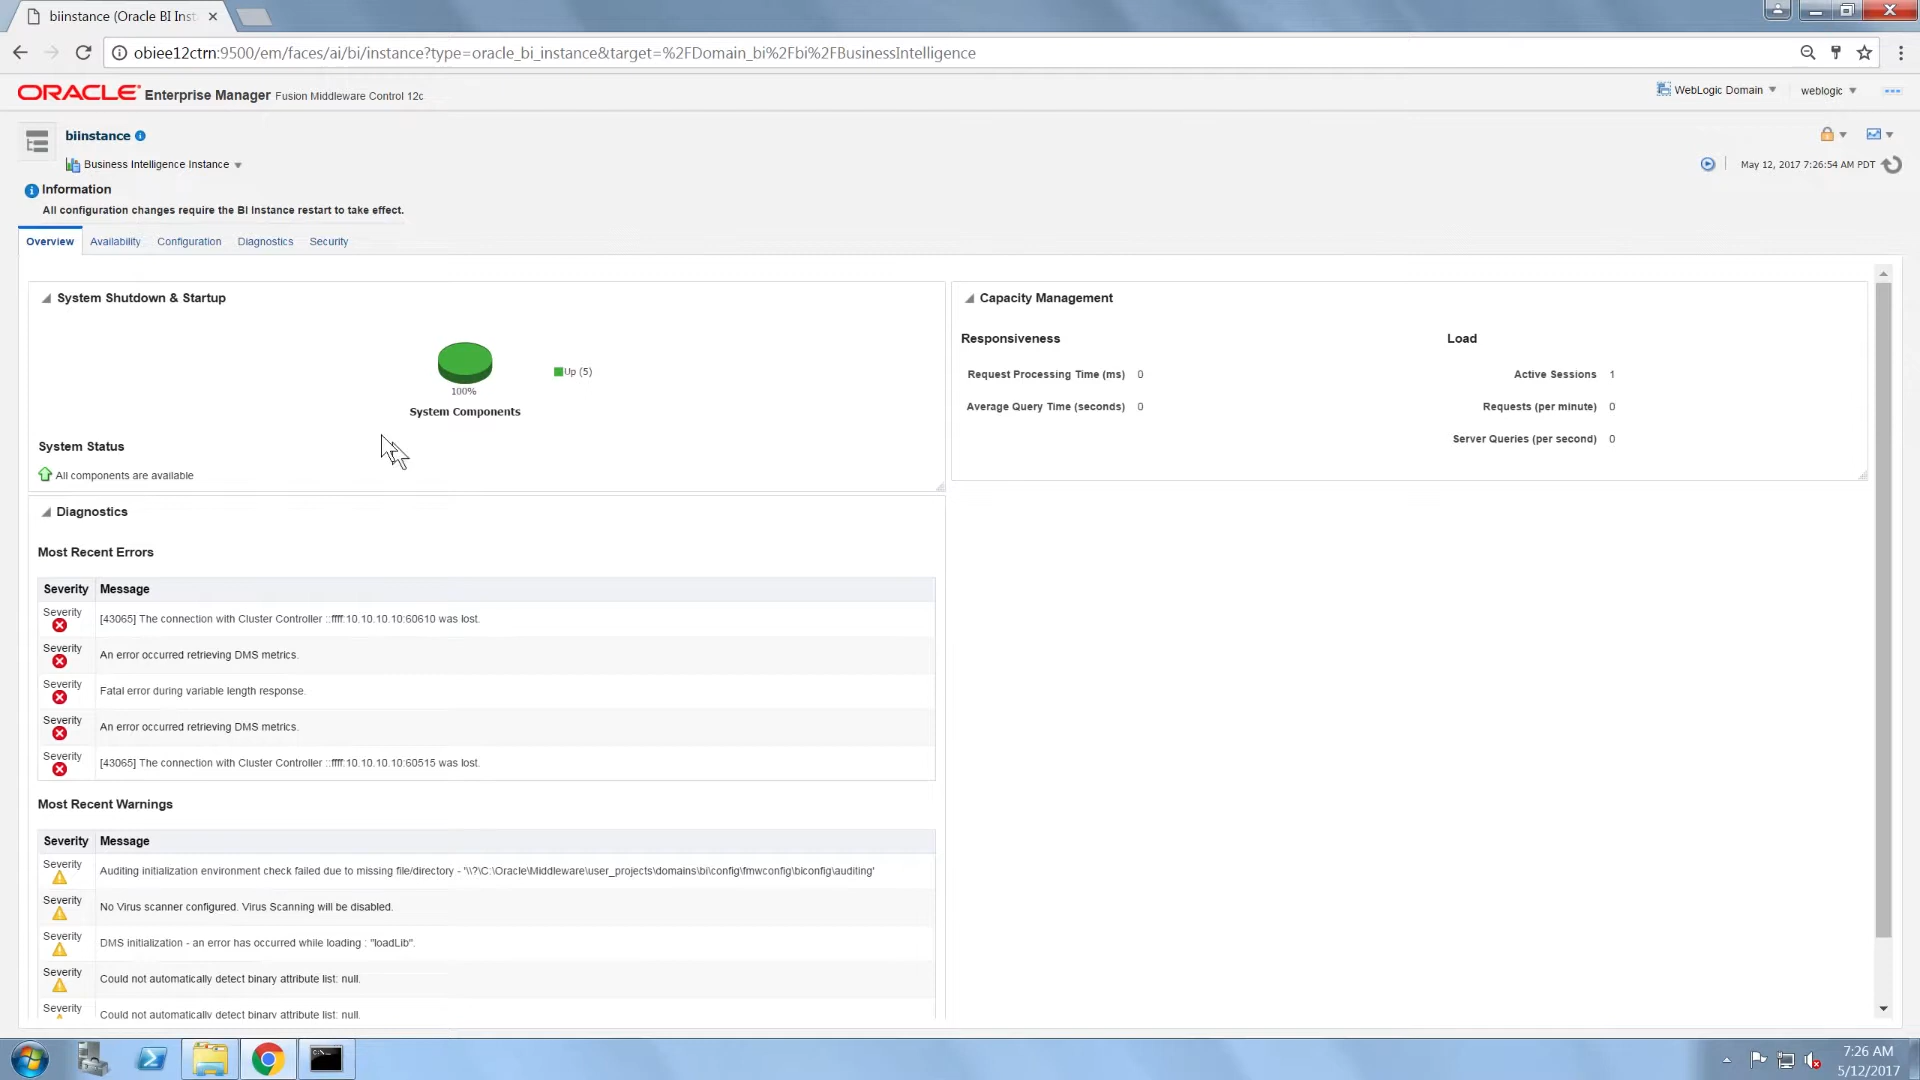 biinstance (Oracle BI Inst
obiee12ctrn:9500/em/faces/ai/bi/instance?type=oracle_bi_instance&target=%2FDomain_bi%2Fbi%2FBusinessIntelligence
ORACLE Enterprise Manager Fusion Middleware Control 12c
WebLogic Domain
weblogic
biinstance
Business Intelligence Instance
May 12, 2017 7:26:54 AM PDT
Information
All configuration changes require the BI Instance restart to take effect.
Overview Availability Configuration Diagnostics Security
System Shutdown & Startup
100%
Up (5)
System Components
System Status
All components are available
Capacity Management
Responsiveness
Request Processing Time (ms) 0
Average Query Time (seconds) 0
Load
Active Sessions 1
Requests (per minute) 0
Server Queries (per second) 0
Diagnostics
Most Recent Errors
Severity Message
Severity [43065] The connection with Cluster Controller ::ffff:10.10.10.10:60610 was lost.
Severity An error occurred retrieving DMS metrics.
Severity Fatal error during variable length response.
Severity An error occurred retrieving DMS metrics.
Severity [43065] The connection with Cluster Controller ::ffff:10.10.10.10:60515 was lost.
Most Recent Warnings
Severity Message
Severity Auditing initialization environment check failed due to missing file/directory - '\\?\C:\Oracle\Middleware\user_projects\domains\bi\config\fmwconfig\biconfig\auditing'
Severity No Virus scanner configured. Virus Scanning will be disabled.
Severity DMS initialization - an error has occurred while loading : "loadLib".
Severity Could not automatically detect binary attribute list: null.
Severity Could not automatically detect binary attribute list: null.
7:26 AM
5/12/2017